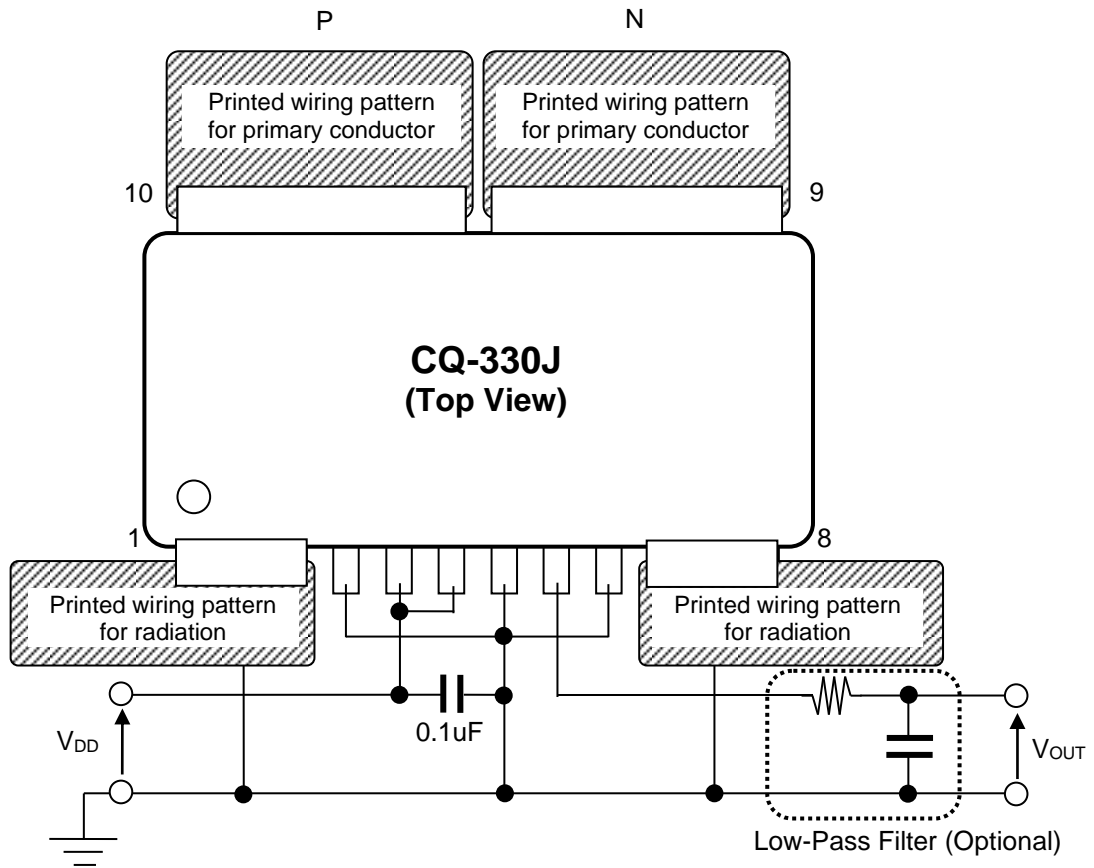 P
N
Printed wiring pattern
for primary conductor
Printed wiring pattern
for primary conductor
10
9
CQ-330J
(Top View)
1
8
Printed wiring pattern
for radiation
Printed wiring pattern
for radiation
0.1uF
VDD
VOUT
Low-Pass Filter (Optional)